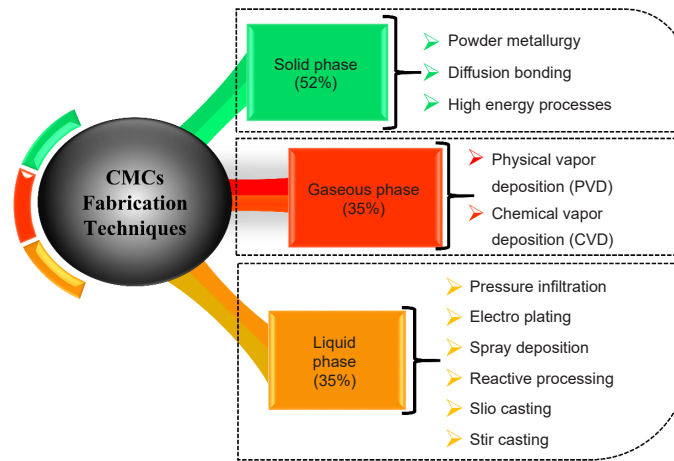 CMCs
Fabrication
Techniques
Solid phase
(52%)
Powder metallurgy
Diffusion bonding
High energy processes
Gaseous phase
(35%)
Physical vapor
deposition (PVD)
Chemical vapor
deposition (CVD)
Liquid
phase
(35%)
Pressure infiltration
Electro plating
Spray deposition
Reactive processing
Slio casting
Stir casting